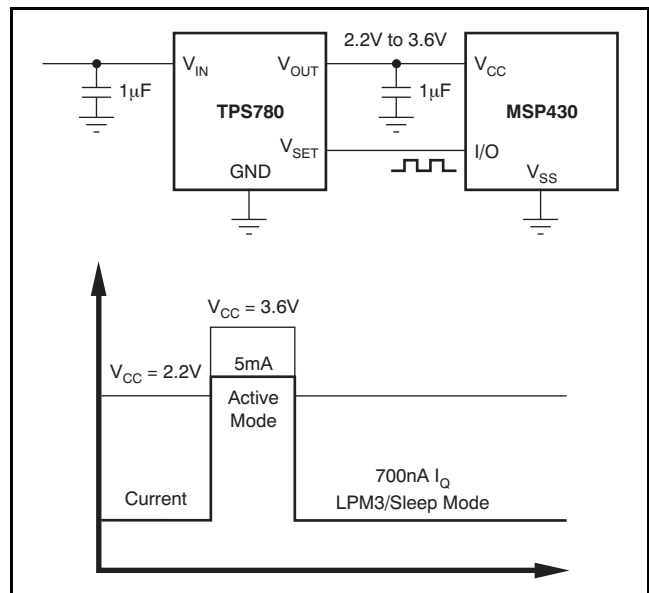 2.2V to 3.6V
V_IN
V_OUT
V_CC
1μF
TPS780
1μF
MSP430
V_SET
I/O
GND
V_SS
V_CC = 3.6V
V_CC = 2.2V
5mA
Active
Mode
700nA I_Q
Current
LPM3/Sleep Mode